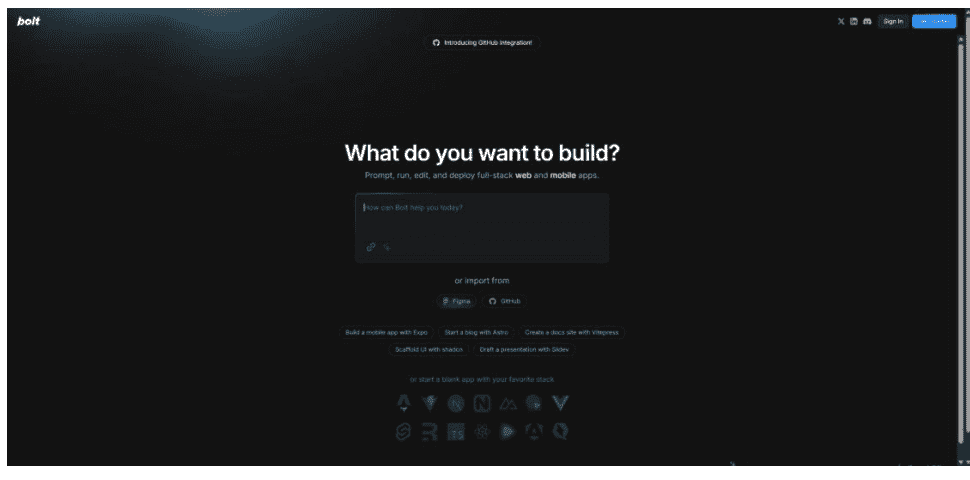 bolt
Sign In
Introducing GitHub Integration!
What do you want to build?
Prompt, run, edit, and deploy full-stack web and mobile apps.
How can Bolt help you today?
or import from
Figma GitHub
Build a mobile app with Expo Start a blog with Astro Create a docs site with Vitepress
Scaffold UI with shadcn Draft a presentation with Slidev
or start a blank app with your favorite stack
TS